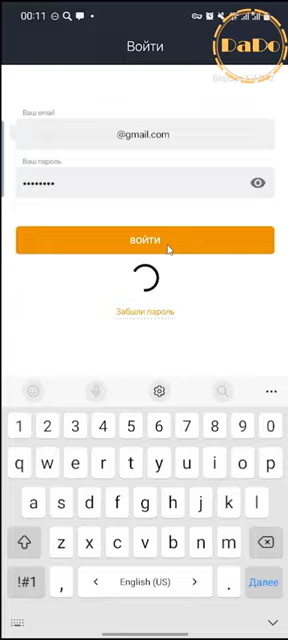 00:11
Войти
DaDo
Ваш email
@gmail.com
Ваш пароль
••••••••
ВОЙТИ
Забыли пароль
1 2 3 4 5 6 7 8 9 0
q w e r t y u i o p
a s d f g h j k l
z x c v b n m
!#1 , < English (US) > . Далее